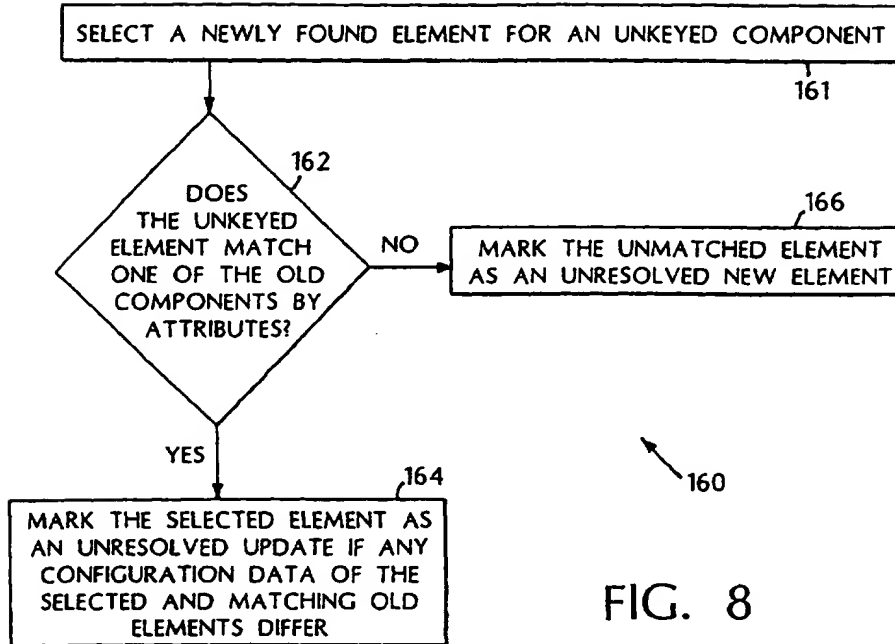 SELECT A NEWLY FOUND ELEMENT FOR AN UNKEYED COMPONENT
161
162
DOES
THE UNKEYED
ELEMENT MATCH
ONE OF THE OLD
COMPONENTS BY
ATTRIBUTES?
NO
166
MARK THE UNMATCHED ELEMENT
AS AN UNRESOLVED NEW ELEMENT
YES
164
MARK THE SELECTED ELEMENT AS
AN UNRESOLVED UPDATE IF ANY
CONFIGURATION DATA OF THE
SELECTED AND MATCHING OLD
ELEMENTS DIFFER
160
FIG. 8